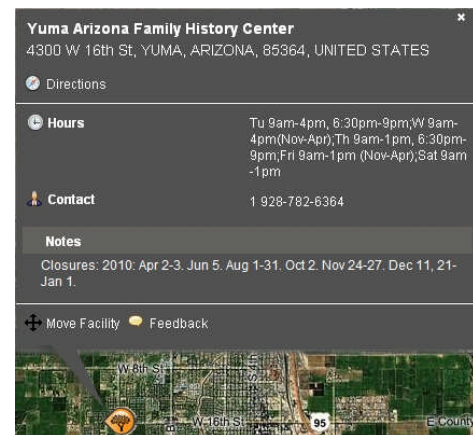 Yuma Arizona Family History Center
4300 W 16th St, YUMA, ARIZONA, 85364, UNITED STATES
Directions
Hours
Tu 9am-4pm, 6:30pm-9pm;W 9am-
4pm(Nov-Apr);Th 9am-1pm, 6:30pm-
9pm;Fri 9am-1pm (Nov-Apr);Sat 9am
-1pm
Contact
1 928-782-6364
Notes
Closures: 2010: Apr 2-3. Jun 5. Aug 1-31. Oct 2. Nov 24-27. Dec 11, 21-
Jan 1.
Move Facility Feedback
W 8th St
W 16th St
95
E County